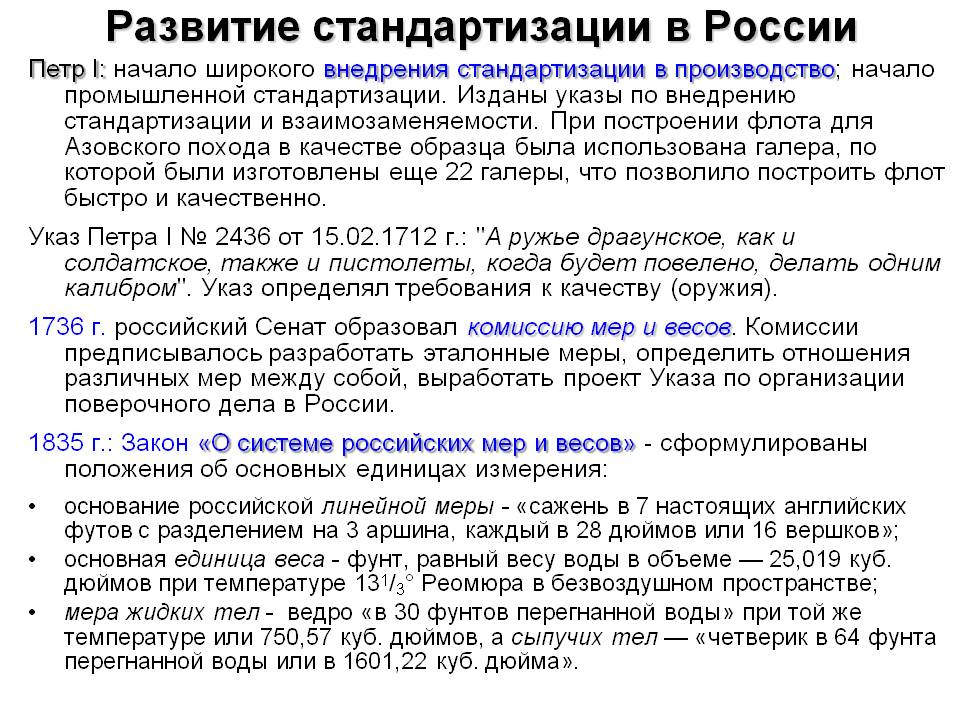 Развитие стандартизации в России
Петр I: начало широкого внедрения стандартизации в производство; начало
промышленной стандартизации. Изданы указы по внедрению
стандартизации и взаимозаменяемости. При построении флота для
Азовского похода в качестве образца была использована галера, по
которой были изготовлены еще 22 галеры, что позволило построить флот
быстро и качественно.
Указ Петра I № 2436 от 15.02.1712 г.: "А ружье драгунское, как и
солдатское, также и пистолеты, когда будет повелено, делать одним
калибром". Указ определял требования к качеству (оружия).
1736 г. российский Сенат образовал комиссию мер и весов. Комиссии
предписывалось разработать эталонные меры, определить отношения
различных мер между собой, выработать проект Указа по организации
поверочного дела в России.
1835 г.: Закон «О системе российских мер и весов» - сформулированы
положения об основных единицах измерения:
• основание российской линейной меры - «сажень в 7 настоящих английских
футов с разделением на 3 аршина, каждый в 28 дюймов или 16 вершков»;
• основная единица веса - фунт, равный весу воды в объеме — 25,019 куб.
дюймов при температуре 13¹/₃° Реомюра в безвоздушном пространстве;
• мера жидких тел - ведро «в 30 фунтов перегнанной воды» при той же
температуре или 750,57 куб. дюймов, а сыпучих тел — «четверик в 64 фунта
перегнанной воды или в 1601,22 куб. дюйма».